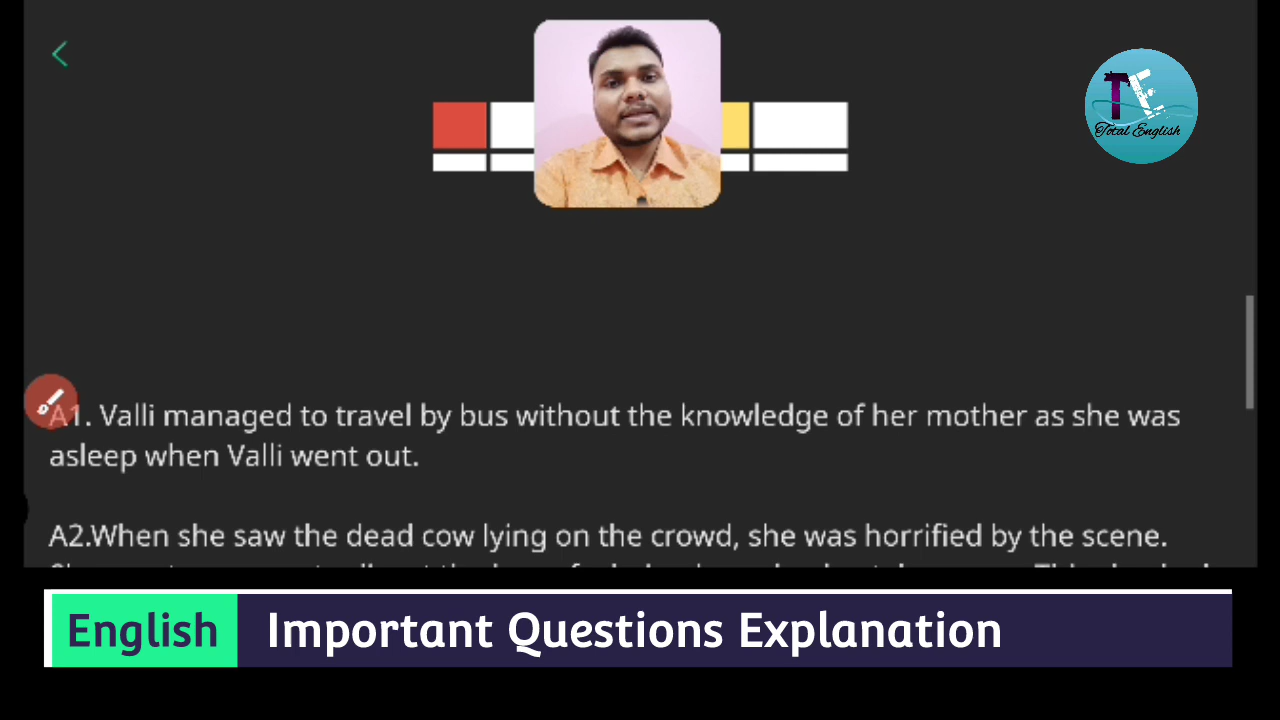 TE
Total English
A1. Valli managed to travel by bus without the knowledge of her mother as she was
asleep when Valli went out.
A2.When she saw the dead cow lying on the crowd, she was horrified by the scene.
English
Important Questions Explanation